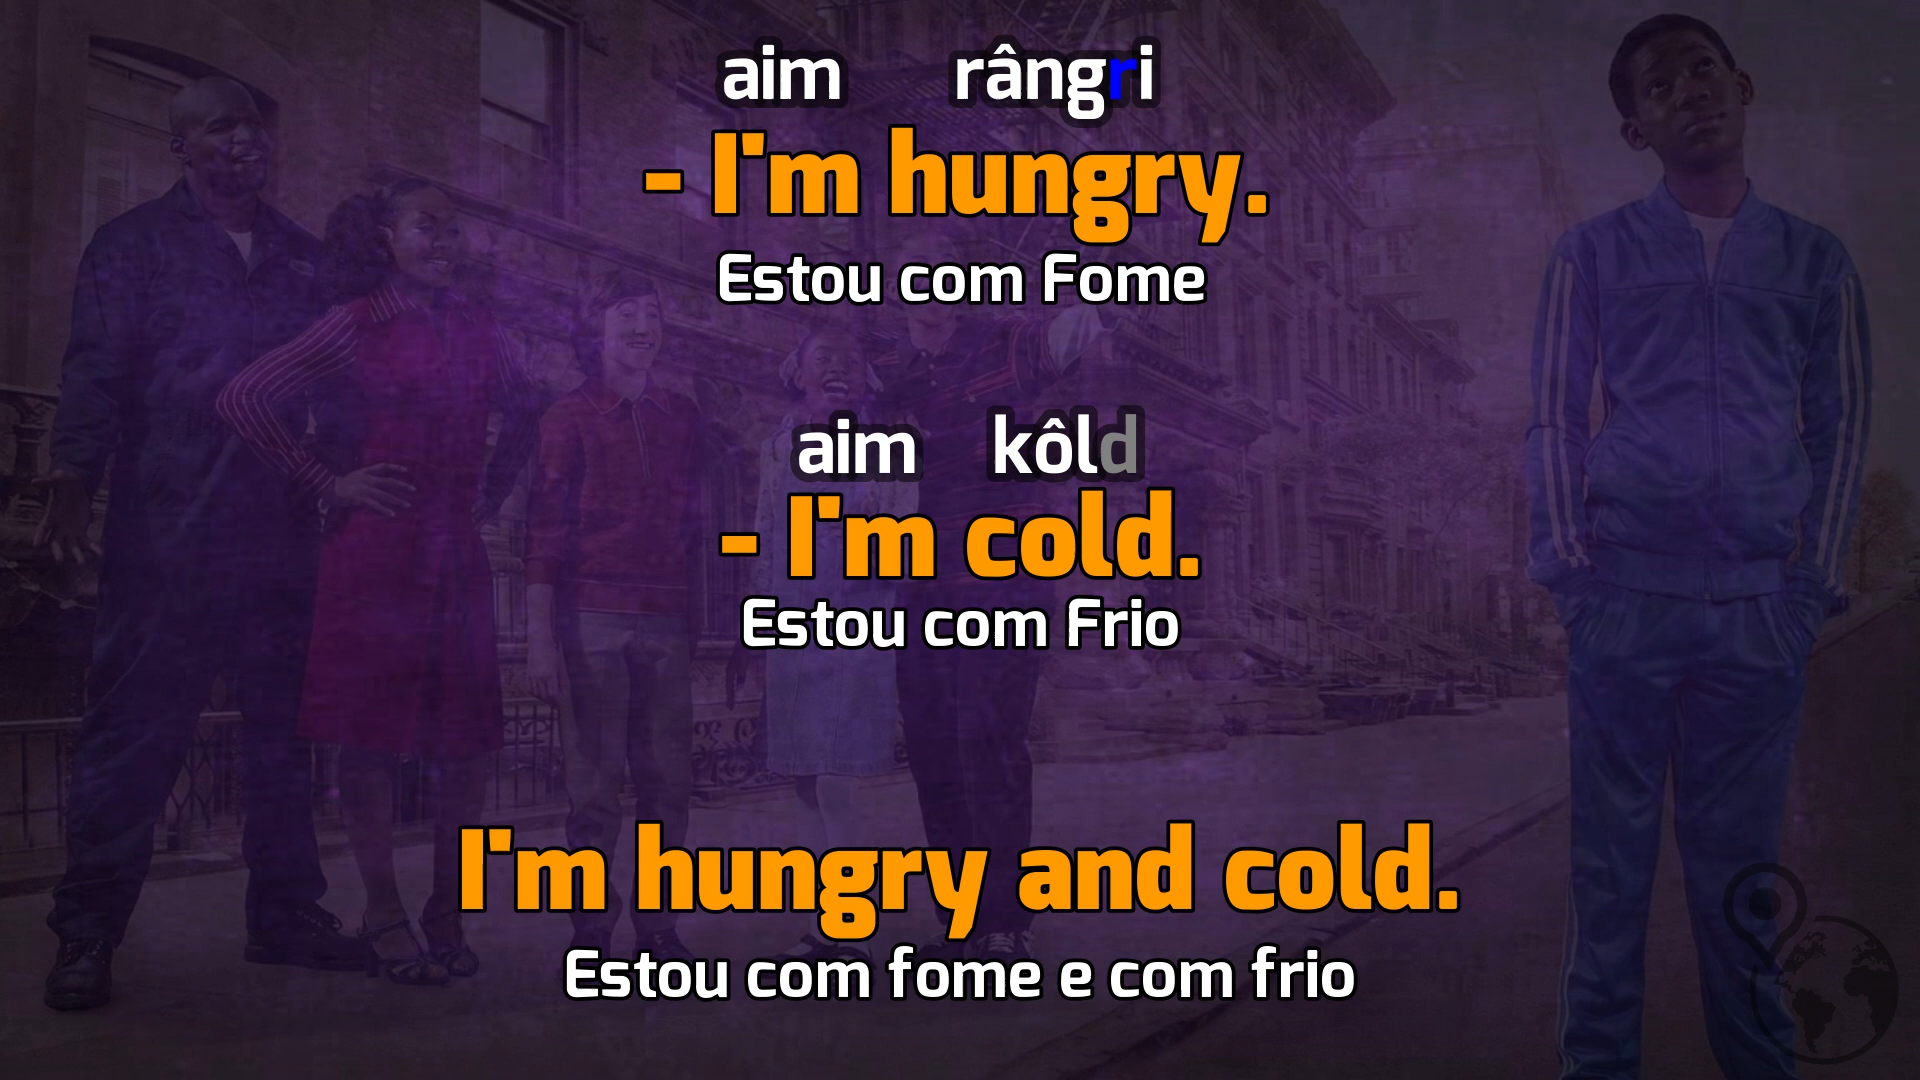 aim rângri
- I'm hungry.
Estou com Fome
aim kôld
- I'm cold.
Estou com Frio
I'm hungry and cold.
Estou com fome e com frio